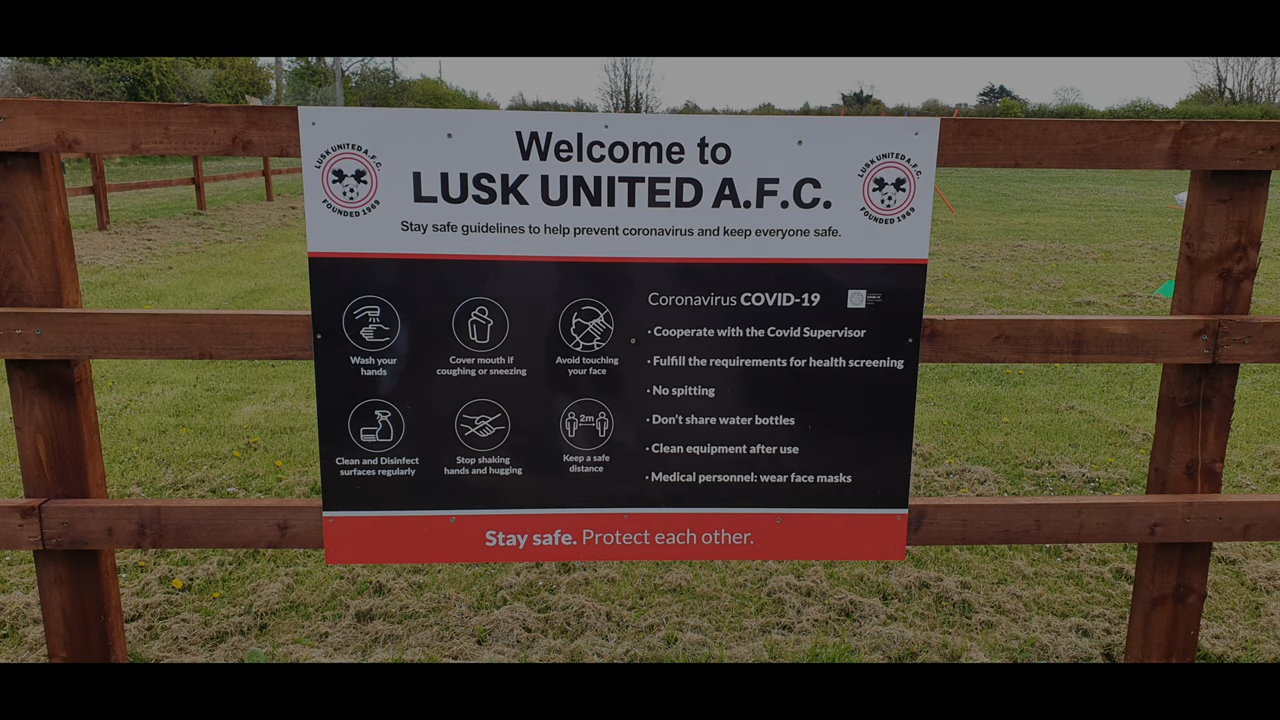 Welcome to
LUSK UNITED A.F.C.
Stay safe guidelines to help prevent coronavirus and keep everyone safe.
LUSK UNITED A.F.C.
FOUNDED 1969
LUSK UNITED A.F.C.
FOUNDED 1969
Wash your
hands
Cover mouth if
coughing or sneezing
Avoid touching
your face
Clean and Disinfect
surfaces regularly
Stop shaking
hands and hugging
2m
Keep a safe
distance
Coronavirus COVID-19
· Cooperate with the Covid Supervisor
· Fulfill the requirements for health screening
· No spitting
· Don't share water bottles
· Clean equipment after use
· Medical personnel: wear face masks
Stay safe. Protect each other.